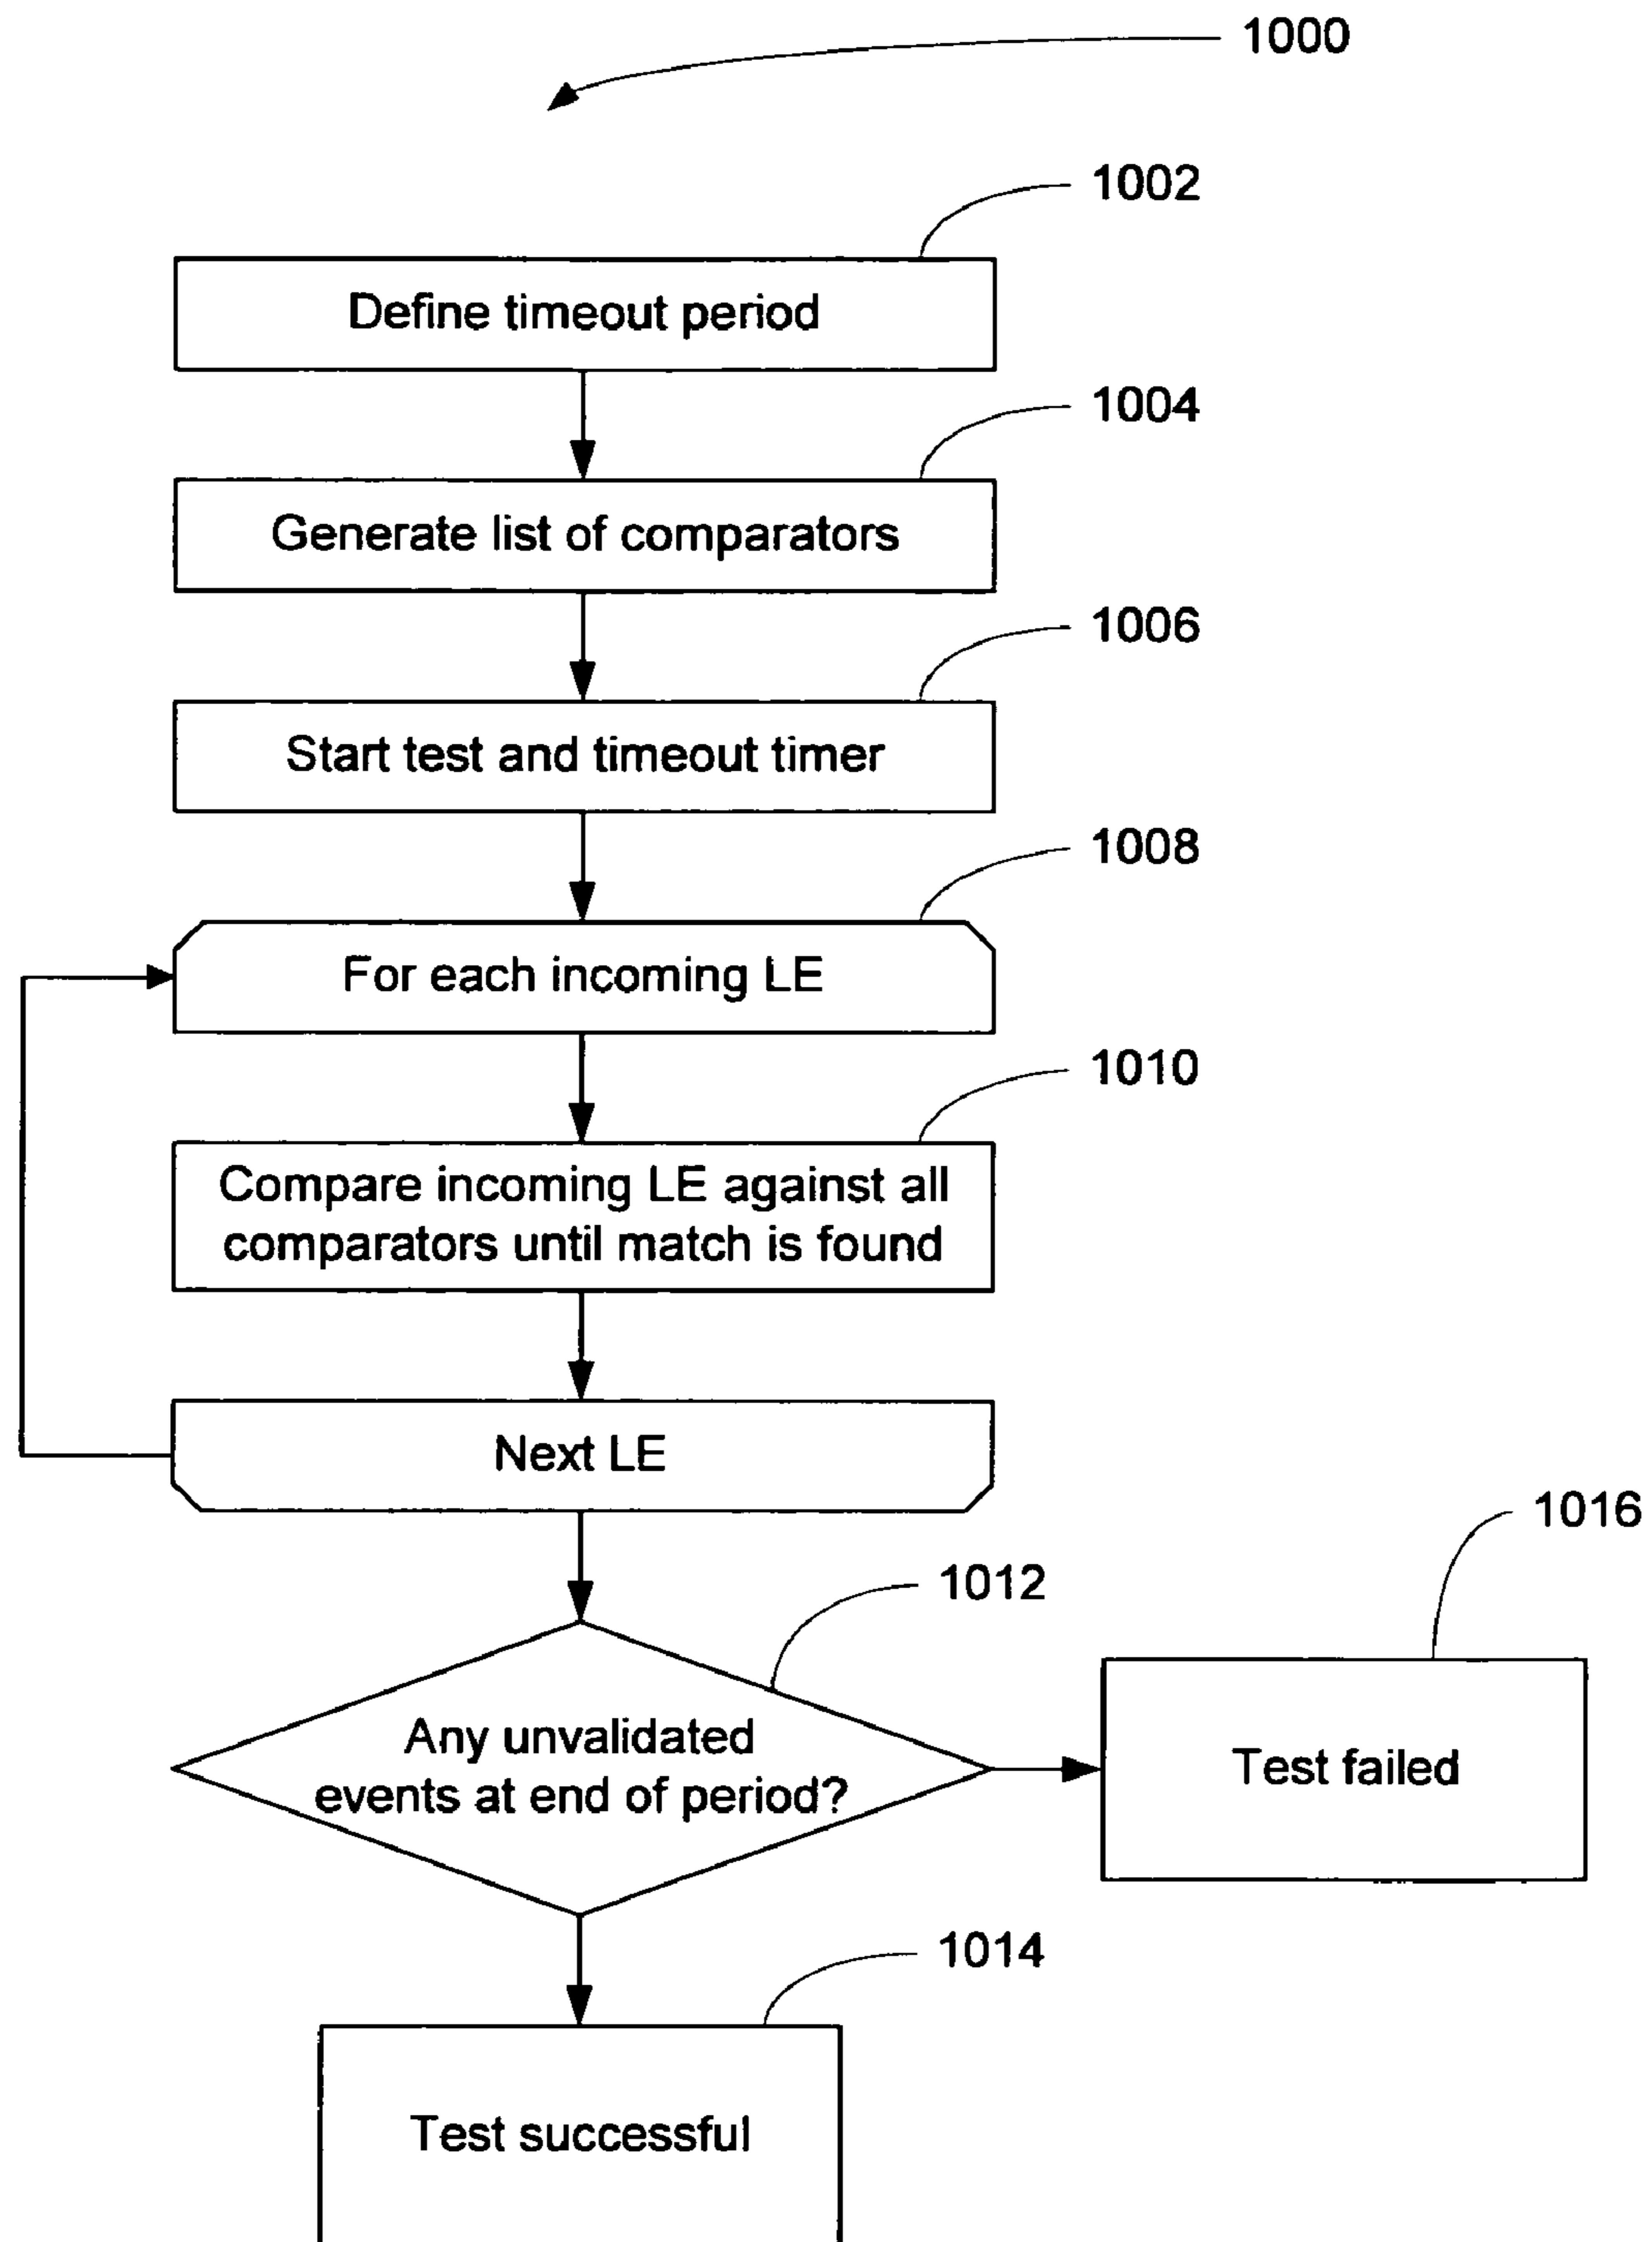 1000
1002
Define timeout period
1004
Generate list of comparators
1006
Start test and timeout timer
1008
For each incoming LE
1010
Compare incoming LE against all
comparators until match is found
Next LE
1016
1012
Any unvalidated
events at end of period?
Test failed
1014
Test successful